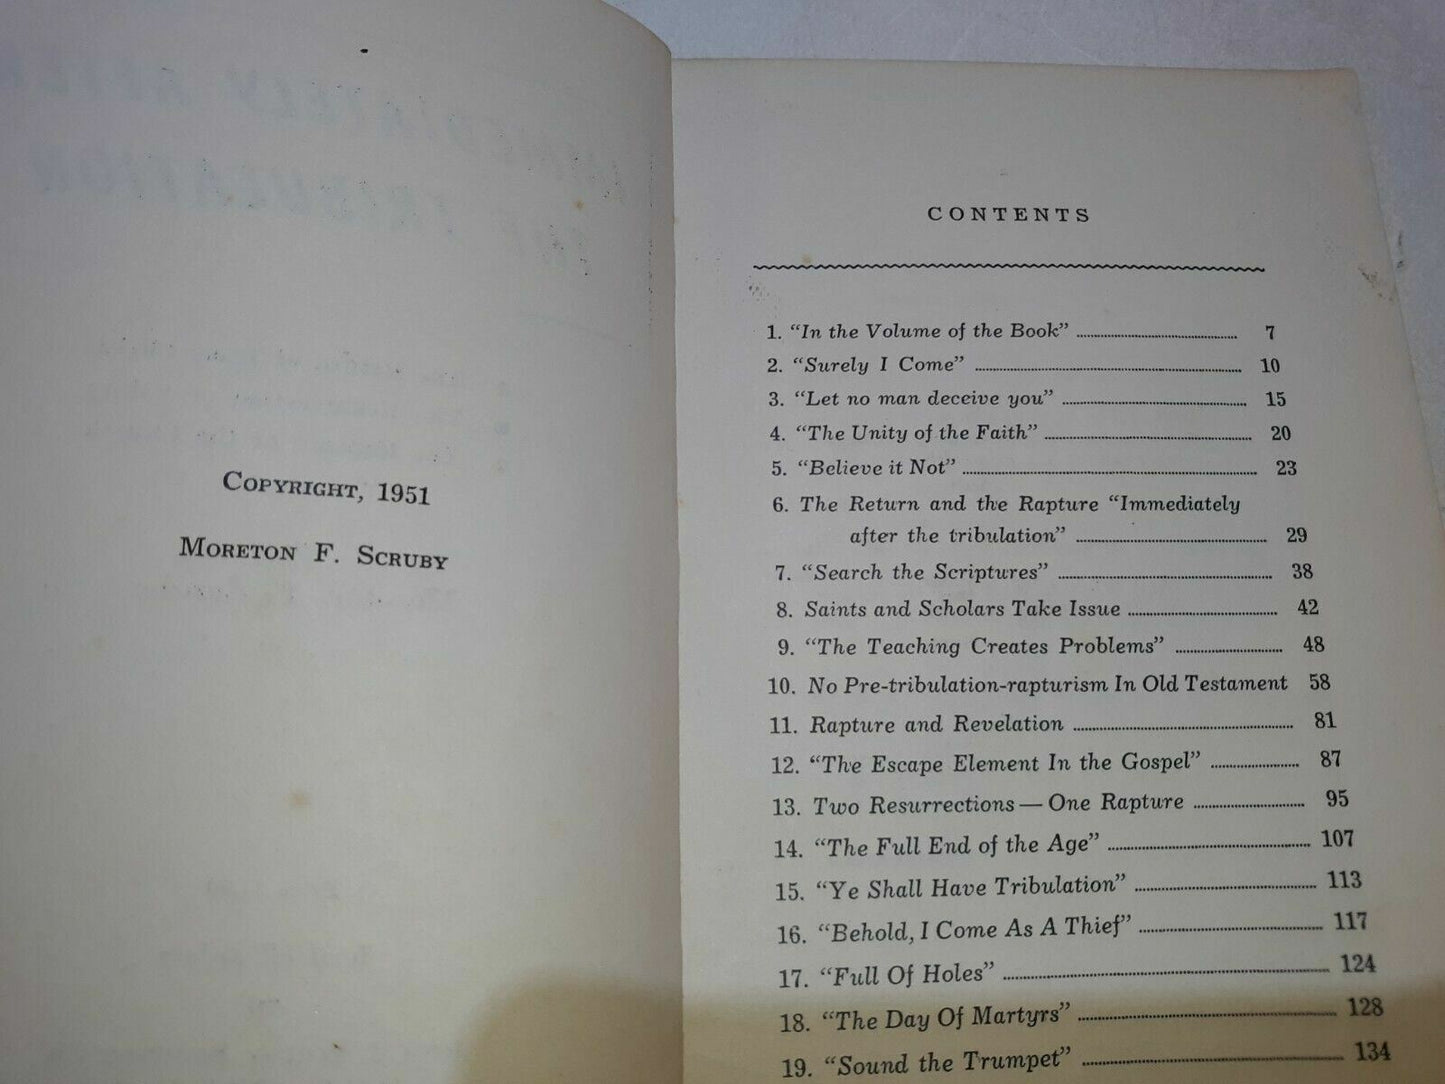 COPYRIGHT, 1951
MORETON F. SCRUBY
CONTENTS
1. “In the Volume of the Book” 7
2. “Surely I Come” 10
3. “Let no man deceive you” 15
4. “The Unity of the Faith” 20
5. “Believe it Not” 23
6. The Return and the Rapture “Immediately
after the tribulation” 29
7. “Search the Scriptures” 38
8. Saints and Scholars Take Issue 42
9. “The Teaching Creates Problems” 48
10. No Pre-tribulation-rapturism In Old Testament 58
11. Rapture and Revelation 81
12. “The Escape Element In the Gospel” 87
13. Two Resurrections — One Rapture 95
14. “The Full End of the Age” 107
15. “Ye Shall Have Tribulation” 113
16. “Behold, I Come As A Thief” 117
17. “Full Of Holes” 124
18. “The Day Of Martyrs” 128
19. “Sound the Trumpet” 134